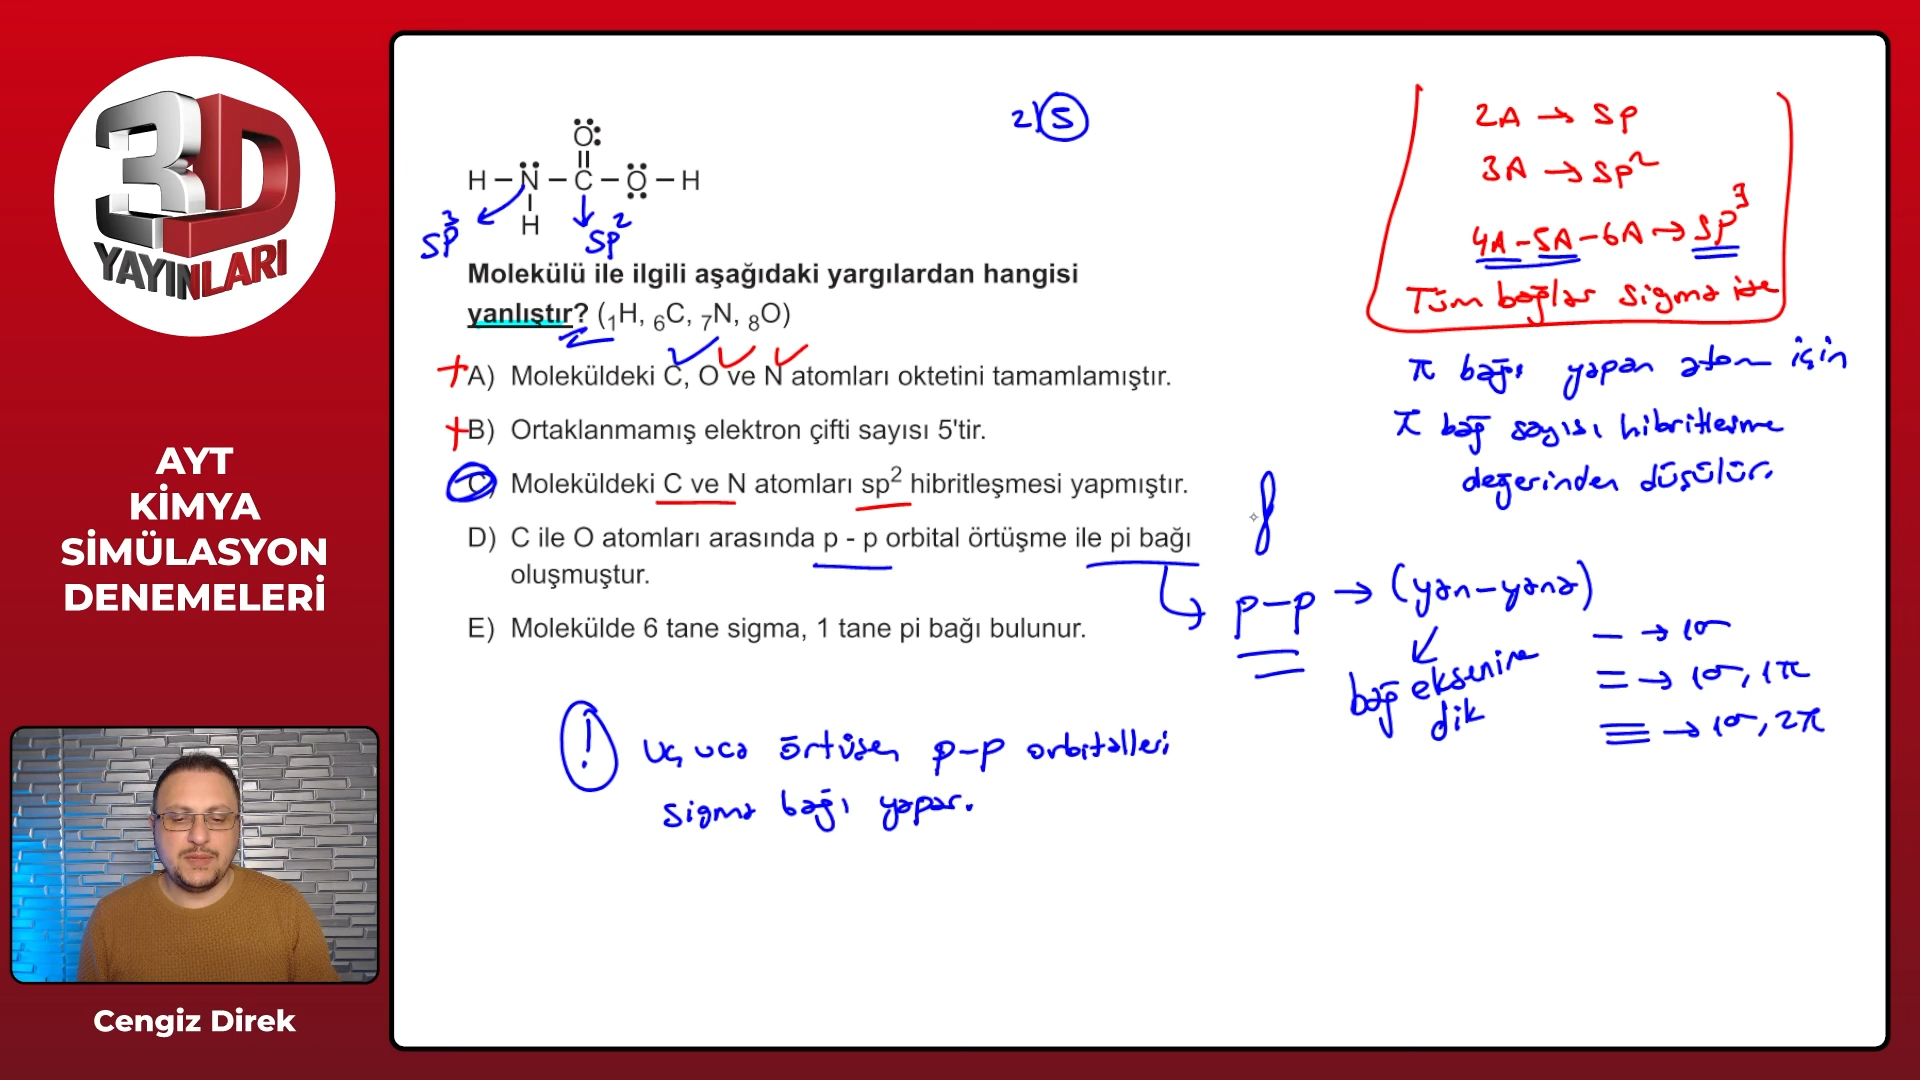 3D
YAYINLARI
AYT
KİMYA
SİMÜLASYON
DENEMELERİ
Cengiz Direk
2) 5
O
H - N - C - O - H
H
sp³
sp²
Molekülü ile ilgili aşağıdaki yargılardan hangisi
yanlıştır? (₁H, ₆C, ₇N, ₈O)
A) Moleküldeki C, O ve N atomları oktetini tamamlamıştır.
B) Ortaklanmamış elektron çifti sayısı 5'tir.
C) Moleküldeki C ve N atomları sp² hibritleşmesi yapmıştır.
D) C ile O atomları arasında p - p orbital örtüşme ile pi bağı
oluşmuştur.
E) Molekülde 6 tane sigma, 1 tane pi bağı bulunur.
! uç uca örtüşen p-p orbitalleri
sigma bağı yapar.
2A → sp
3A → sp²
4A-5A-6A → sp³
Tüm bağlar sigma ise
π bağı yapan atom için
π bağ sayısı hibritleşme
değerinden düşülür.
p-p → (yan-yana)
bağ eksenine
dik
— → 1σ
= → 1σ, 1π
≡ → 1σ, 2π